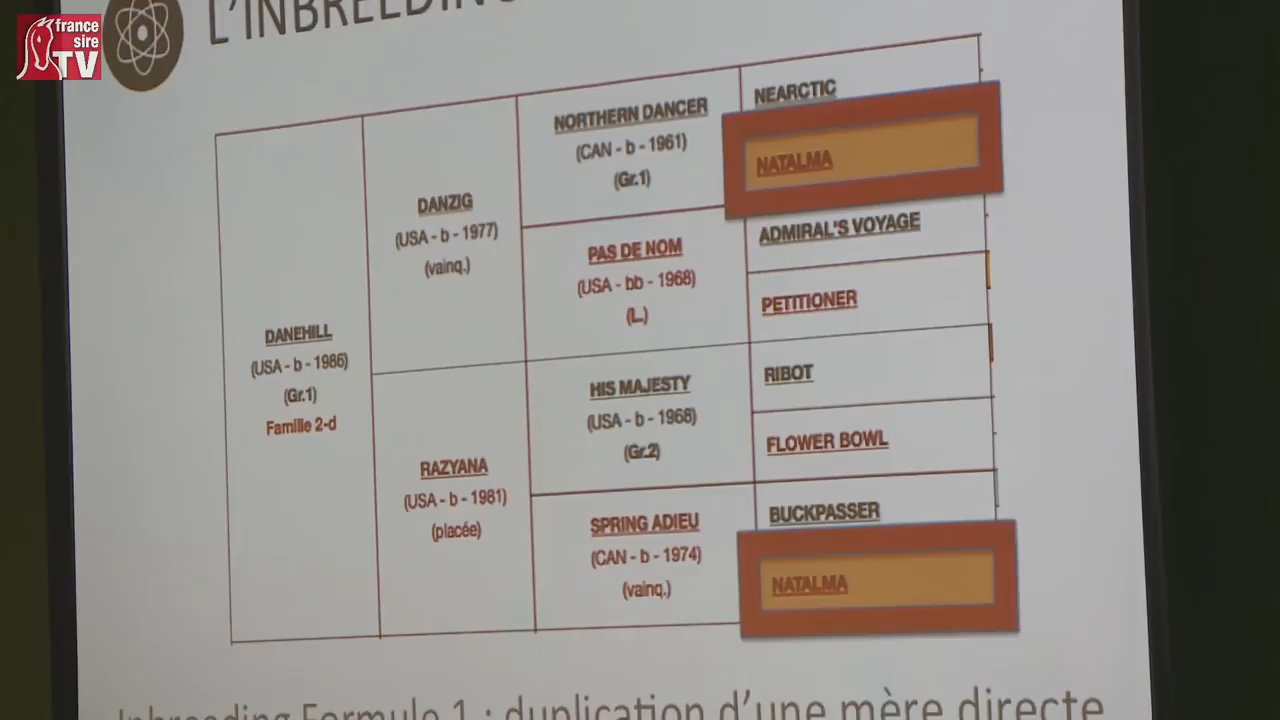 france
sire
TV
L'INBREEDING
DANEHILL
(USA - b - 1986)
(Gr.1)
Famille 2-d
DANZIG
(USA - b - 1977)
(vainq.)
RAZYANA
(USA - b - 1981)
(placée)
NORTHERN DANCER
(CAN - b - 1961)
(Gr.1)
PAS DE NOM
(USA - bb - 1968)
(L.)
HIS MAJESTY
(USA - b - 1968)
(Gr.2)
SPRING ADIEU
(CAN - b - 1974)
(vainq.)
NEARCTIC
NATALMA
ADMIRAL'S VOYAGE
PETITIONER
RIBOT
FLOWER BOWL
BUCKPASSER
NATALMA
Inbreeding Formule 1 : duplication d'une mère directe